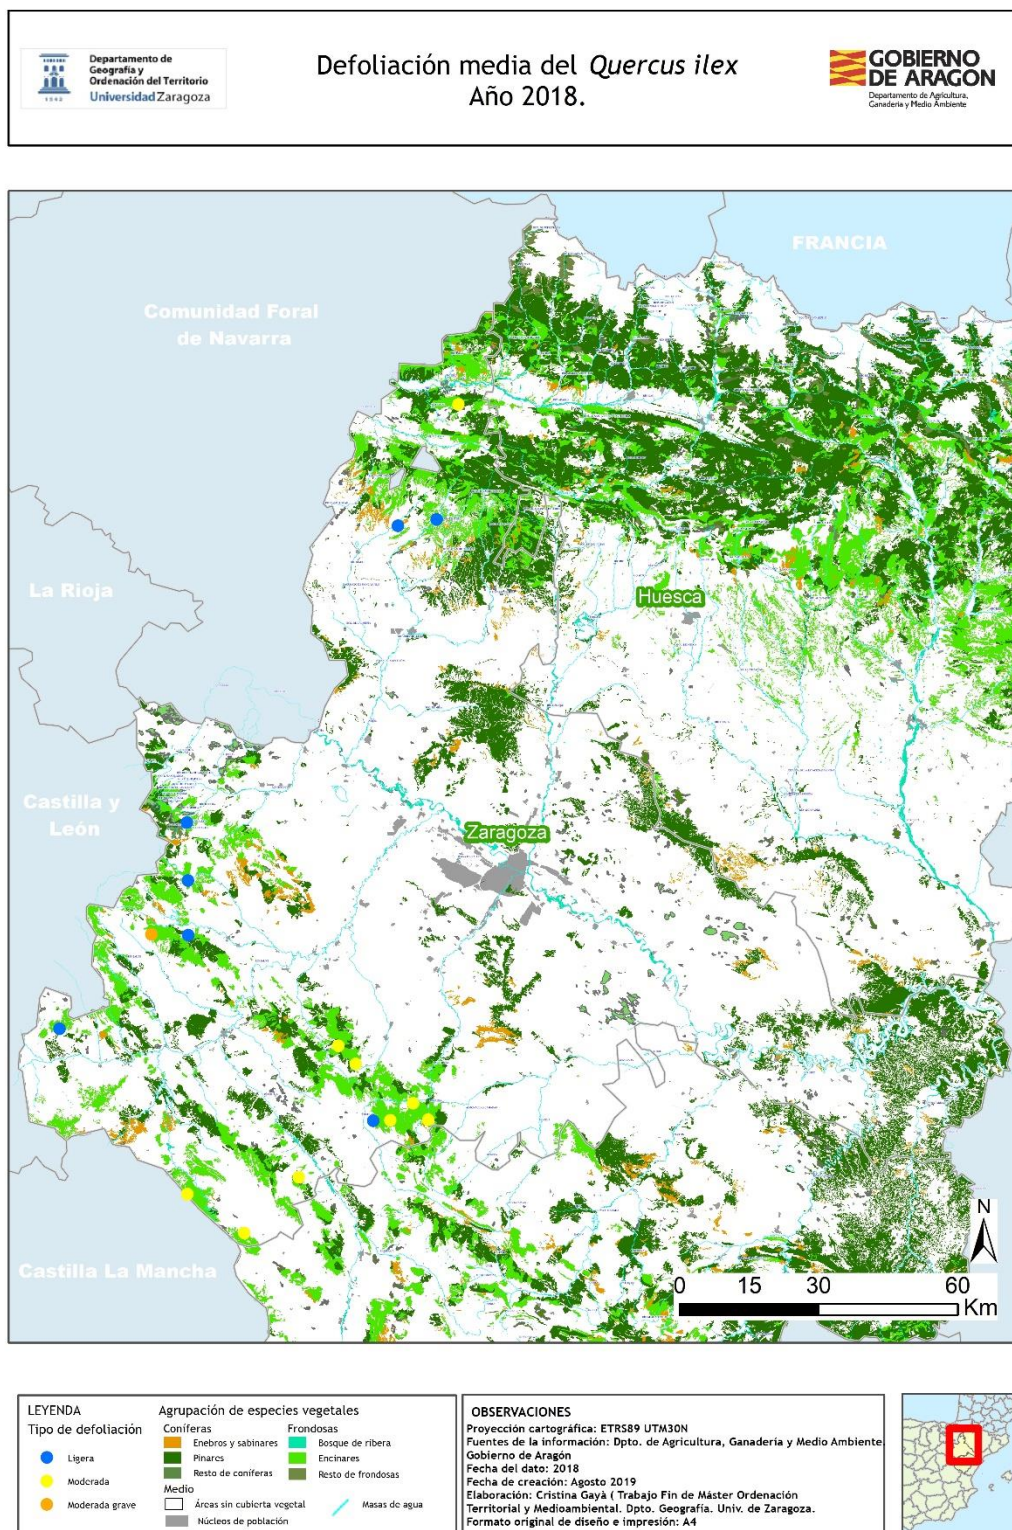 Departamento de
Geografía y
Ordenación del Territorio
Universidad Zaragoza
1542
Defoliación media del Quercus ilex
Año 2018.
GOBIERNO
DE ARAGON
Departamento de Agricultura,
Ganadería y Medio Ambiente
FRANCIA
Comunidad Foral
de Navarra
La Rioja
Huesca
Castilla y
León
Zaragoza
Castilla La Mancha
N
0 15 30 60
Km
LEYENDA
Tipo de defoliación
Ligera
Moderada
Moderada grave
Agrupación de especies vegetales
Coníferas
Enebros y sabinares
Pinares
Resto de coníferas
Frondosas
Bosque de ribera
Encinares
Resto de frondosas
Medio
Áreas sin cubierta vegetal
Masas de agua
Núcleos de población
OBSERVACIONES
Proyección cartográfica: ETRS89 UTM30N
Fuentes de la información: Dpto. de Agricultura, Ganadería y Medio Ambiente.
Gobierno de Aragón
Fecha del dato: 2018
Fecha de creación: Agosto 2019
Elaboración: Cristina Gayà ( Trabajo Fin de Máster Ordenación
Territorial y Medioambiental. Dpto. Geografía. Univ. de Zaragoza.
Formato original de diseño e impresión: A4